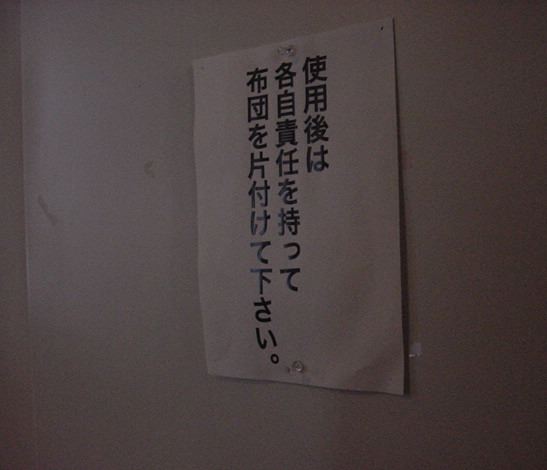 使用後は
各自責任を持って
布団を片付けて下さい。